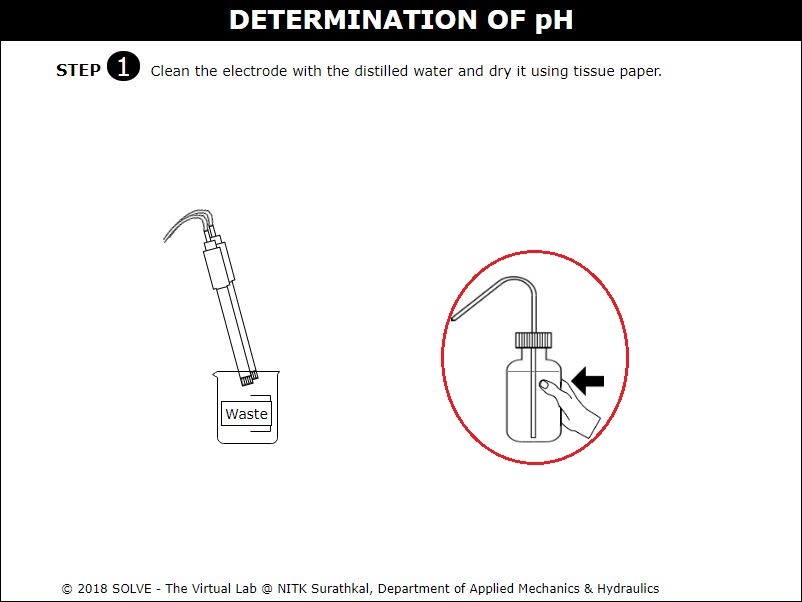 DETERMINATION OF pH
STEP 1 Clean the electrode with the distilled water and dry it using tissue paper.
Waste
© 2018 SOLVE - The Virtual Lab @ NITK Surathkal, Department of Applied Mechanics & Hydraulics